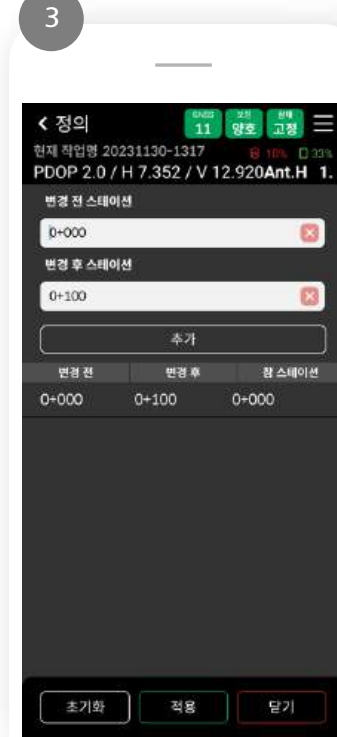 3
< 정의
GNSS 11
보정 양호
현재 고정
현재 작업명 20231130-1317 10% 33%
PDOP 2.0 / H 7.352 / V 12.920Ant.H 1.
변경 전 스테이션
0+000
변경 후 스테이션
0+100
추가
변경 전 변경 후 참 스테이션
0+000 0+100 0+000
초기화 적용 닫기